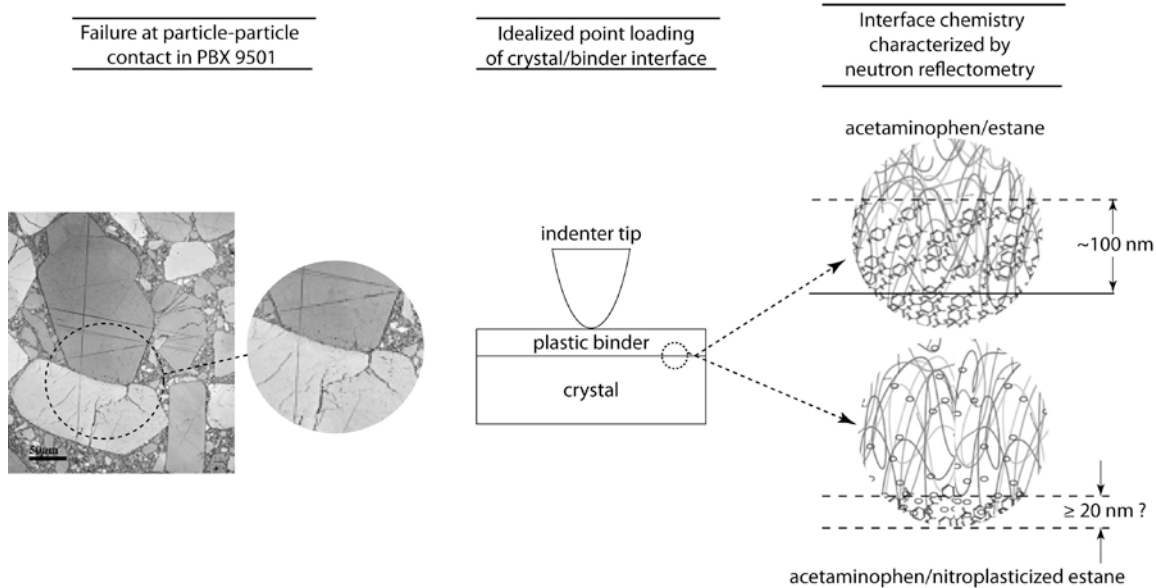 Failure at particle-particle
contact in PBX 9501
Idealized point loading
of crystal/binder interface
Interface chemistry
characterized by
neutron reflectometry
acetaminophen/estane
~100 nm
indenter tip
plastic binder
crystal
50μm
≥ 20 nm ?
acetaminophen/nitroplasticized estane